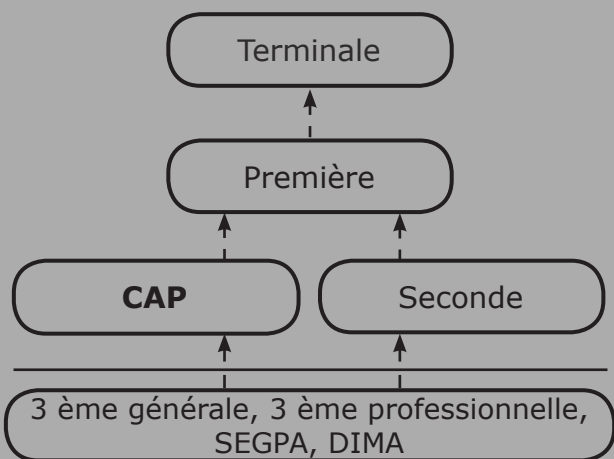 Terminale
Première
CAP
Seconde
3 ème générale, 3 ème professionnelle,
SEGPA, DIMA